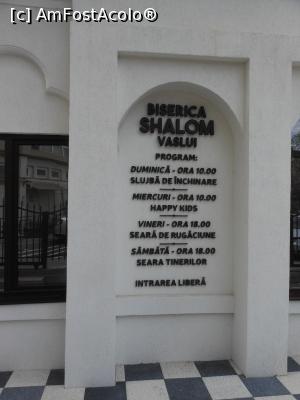 [c] AmFostAcolo®
BISERICA
SHALOM
VASLUI
PROGRAM:
DUMINICĂ - ORA 10.00
SLUJBĂ DE ÎNCHINARE
MIERCURI - ORA 10.00
HAPPY KIDS
VINERI - ORA 18.00
SEARĂ DE RUGĂCIUNE
SÂMBĂTĂ - ORA 18.00
SEARA TINERILOR
INTRAREA LIBERĂ